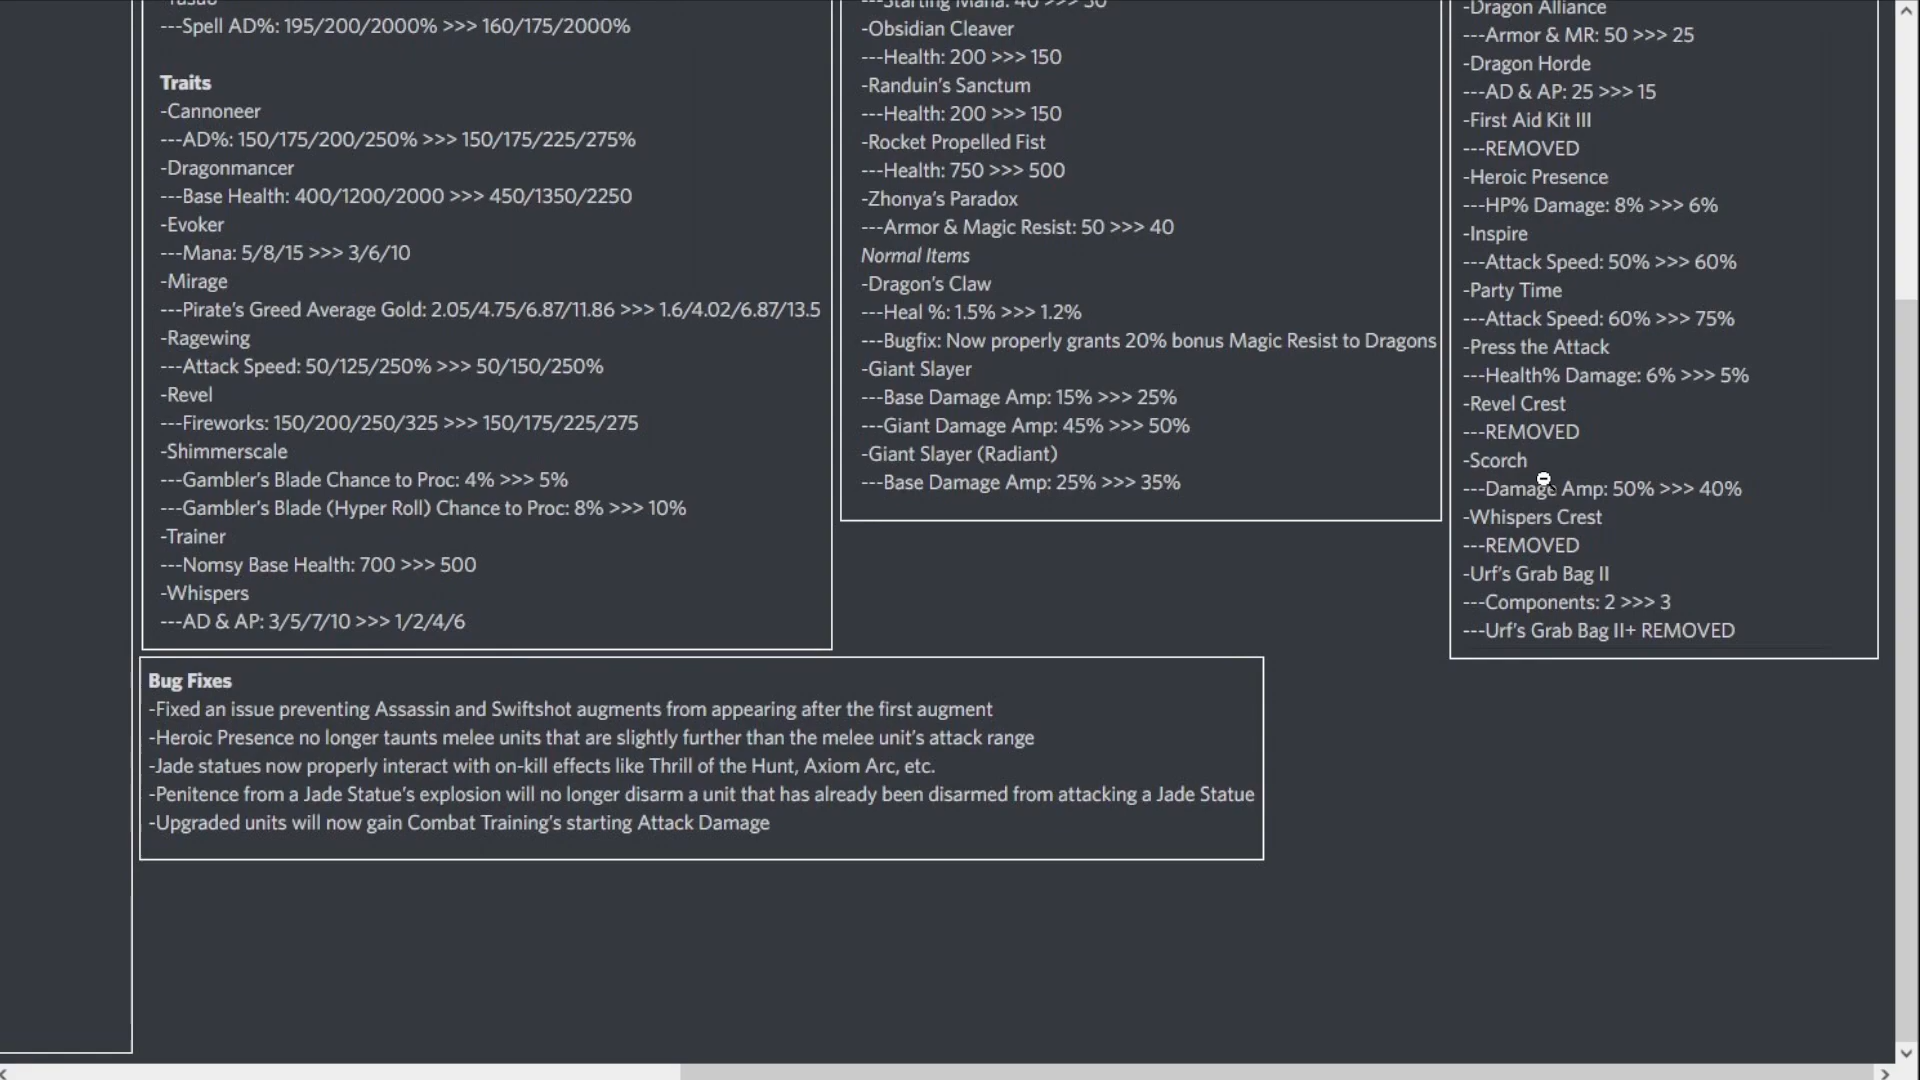 ---Spell AD%: 195/200/2000% >>> 160/175/2000%
Traits
-Cannoneer
---AD%: 150/175/200/250% >>> 150/175/225/275%
-Dragonmancer
---Base Health: 400/1200/2000 >>> 450/1350/2250
-Evoker
---Mana: 5/8/15 >>> 3/6/10
-Mirage
---Pirate's Greed Average Gold: 2.05/4.75/6.87/11.86 >>> 1.6/4.02/6.87/13.5
-Ragewing
---Attack Speed: 50/125/250% >>> 50/150/250%
-Revel
---Fireworks: 150/200/250/325 >>> 150/175/225/275
-Shimmerscale
---Gambler's Blade Chance to Proc: 4% >>> 5%
---Gambler's Blade (Hyper Roll) Chance to Proc: 8% >>> 10%
-Trainer
---Nomsy Base Health: 700 >>> 500
-Whispers
---AD & AP: 3/5/7/10 >>> 1/2/4/6
---Starting Mana: 40 >>> 30
-Obsidian Cleaver
---Health: 200 >>> 150
-Randuin's Sanctum
---Health: 200 >>> 150
-Rocket Propelled Fist
---Health: 750 >>> 500
-Zhonya's Paradox
---Armor & Magic Resist: 50 >>> 40
Normal Items
-Dragon's Claw
---Heal %: 1.5% >>> 1.2%
---Bugfix: Now properly grants 20% bonus Magic Resist to Dragons
-Giant Slayer
---Base Damage Amp: 15% >>> 25%
---Giant Damage Amp: 45% >>> 50%
-Giant Slayer (Radiant)
---Base Damage Amp: 25% >>> 35%
-Dragon Alliance
---Armor & MR: 50 >>> 25
-Dragon Horde
---AD & AP: 25 >>> 15
-First Aid Kit III
---REMOVED
-Heroic Presence
---HP% Damage: 8% >>> 6%
-Inspire
---Attack Speed: 50% >>> 60%
-Party Time
---Attack Speed: 60% >>> 75%
-Press the Attack
---Health% Damage: 6% >>> 5%
-Revel Crest
---REMOVED
-Scorch
---Damage Amp: 50% >>> 40%
-Whispers Crest
---REMOVED
-Urf's Grab Bag II
---Components: 2 >>> 3
---Urf's Grab Bag II+ REMOVED
Bug Fixes
-Fixed an issue preventing Assassin and Swiftshot augments from appearing after the first augment
-Heroic Presence no longer taunts melee units that are slightly further than the melee unit's attack range
-Jade statues now properly interact with on-kill effects like Thrill of the Hunt, Axiom Arc, etc.
-Penitence from a Jade Statue's explosion will no longer disarm a unit that has already been disarmed from attacking a Jade Statue
-Upgraded units will now gain Combat Training's starting Attack Damage